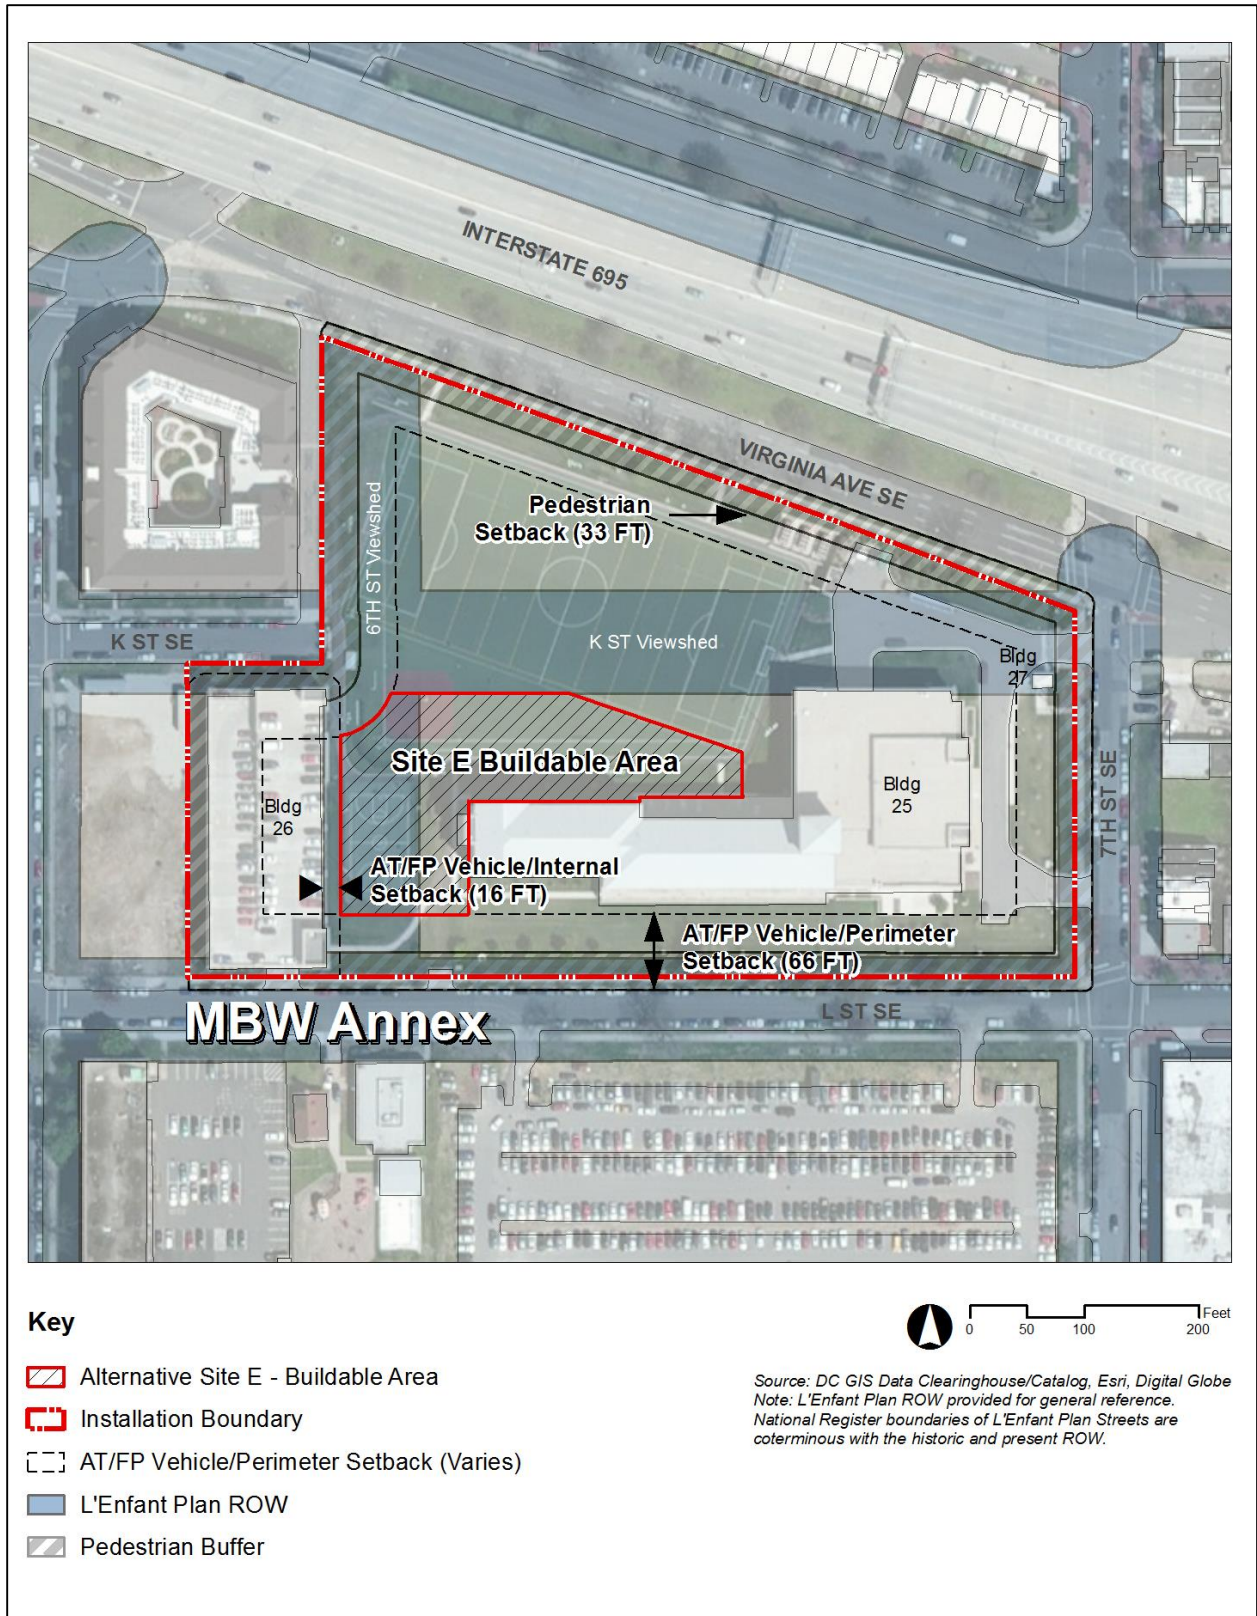 INTERSTATE 695
VIRGINIA AVE SE
Pedestrian
Setback (33 FT)
6TH ST Viewshed
K ST SE
K ST Viewshed
Bldg
27
Site E Buildable Area
Bldg
25
Bldg
26
7TH ST SE
AT/FP Vehicle/Internal
Setback (16 FT)
AT/FP Vehicle/Perimeter
Setback (66 FT)
L ST SE
MBW Annex
Key
Alternative Site E - Buildable Area
Installation Boundary
AT/FP Vehicle/Perimeter Setback (Varies)
L'Enfant Plan ROW
Pedestrian Buffer
Feet
0 50 100 200
Source: DC GIS Data Clearinghouse/Catalog, Esri, Digital Globe
Note: L'Enfant Plan ROW provided for general reference.
National Register boundaries of L'Enfant Plan Streets are
coterminous with the historic and present ROW.